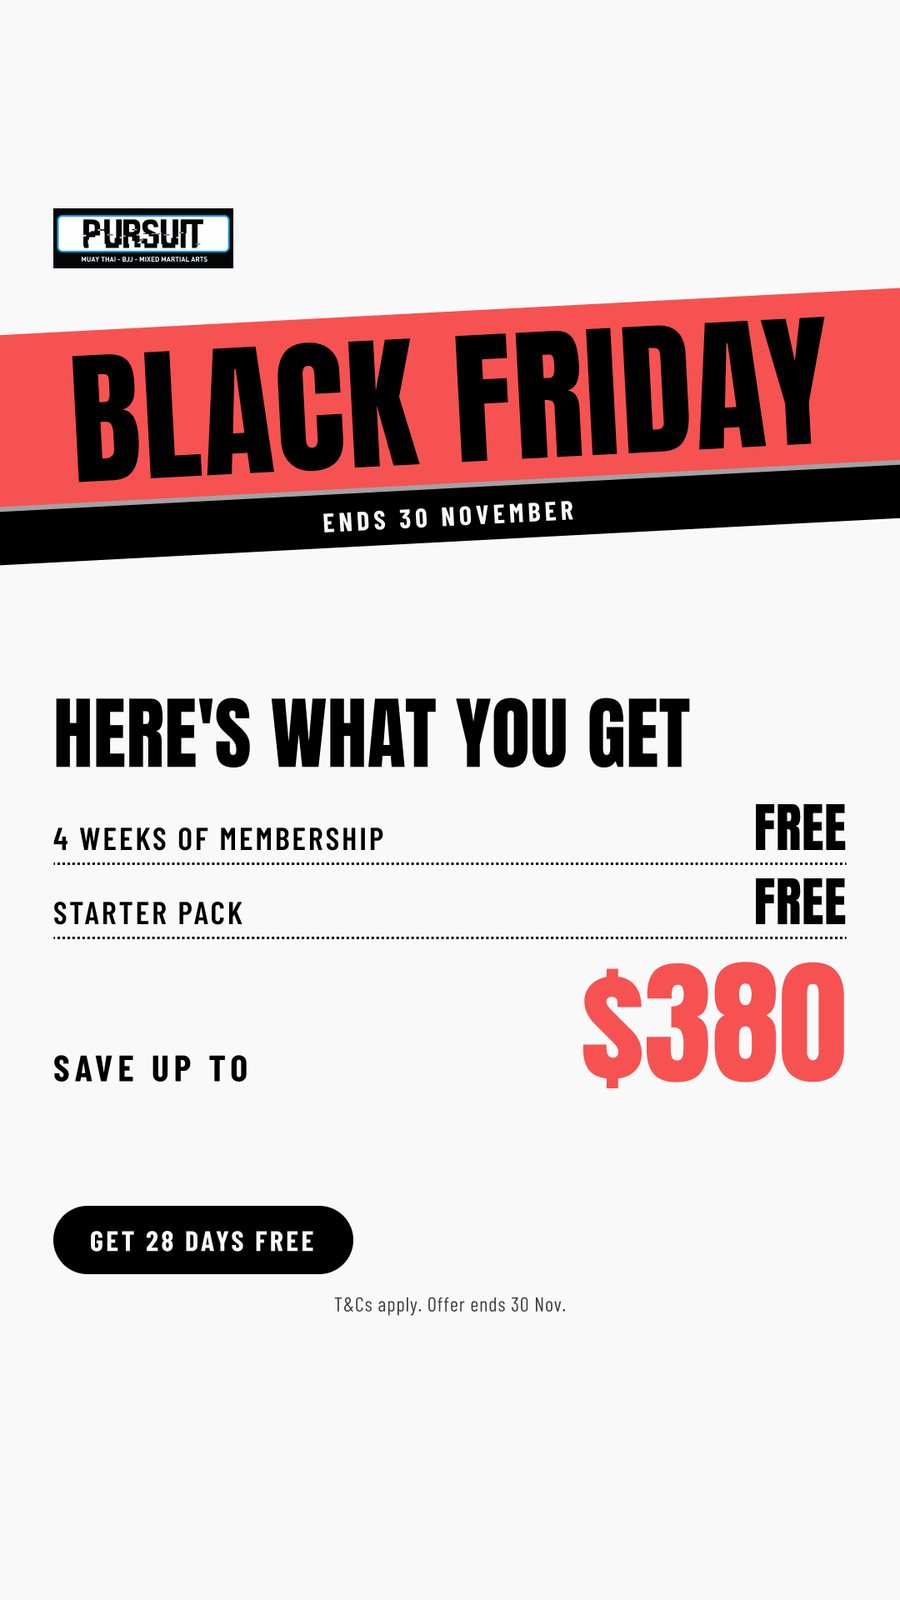 PURSUIT
MUAY THAI - BJJ - MIXED MARTIAL ARTS
BLACK FRIDAY
ENDS 30 NOVEMBER
HERE'S WHAT YOU GET
4 WEEKS OF MEMBERSHIP FREE
STARTER PACK FREE
SAVE UP TO $380
GET 28 DAYS FREE
T&Cs apply. Offer ends 30 Nov.